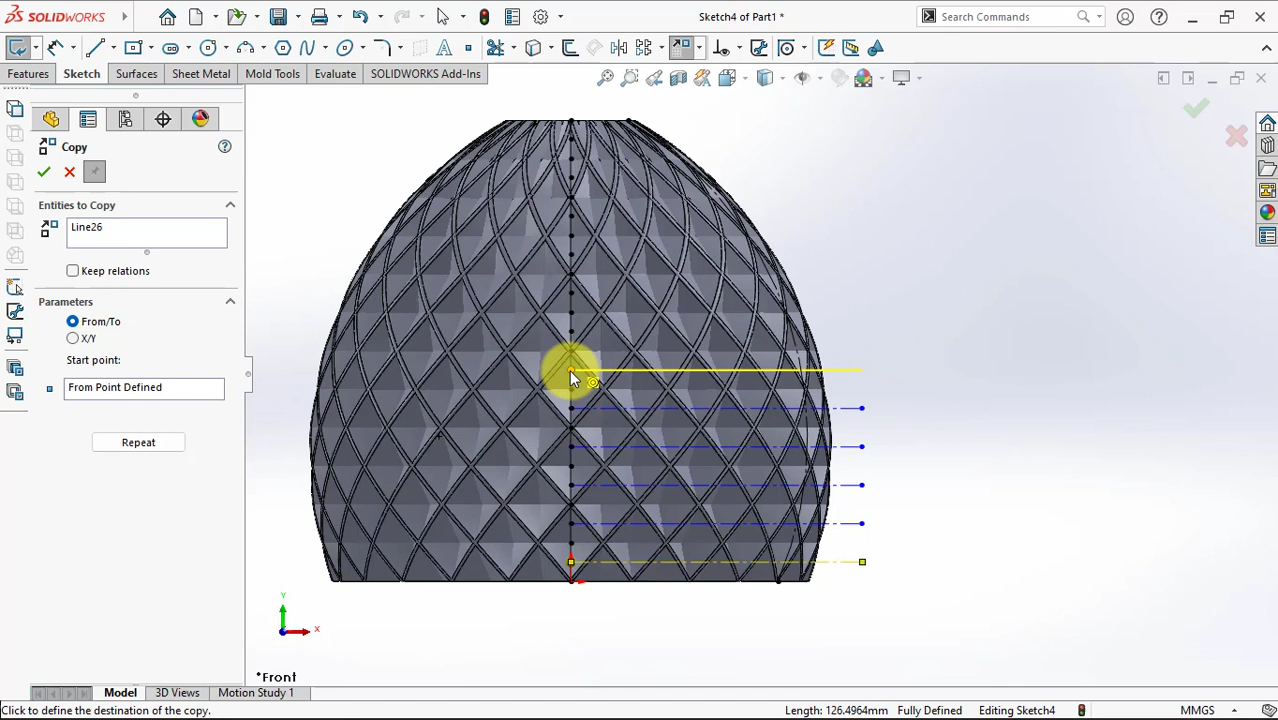 SOLIDWORKS
Sketch4 of Part1 *
Search Commands
Features
Sketch
Surfaces
Sheet Metal
Mold Tools
Evaluate
SOLIDWORKS Add-Ins
Copy
Entities to Copy
Line26
Keep relations
Parameters
From/To
X/Y
Start point:
From Point Defined
Repeat
Y
X
*Front
Model
3D Views
Motion Study 1
Click to define the destination of the copy.
Length: 126.4964mm
Fully Defined
Editing Sketch4
MMGS